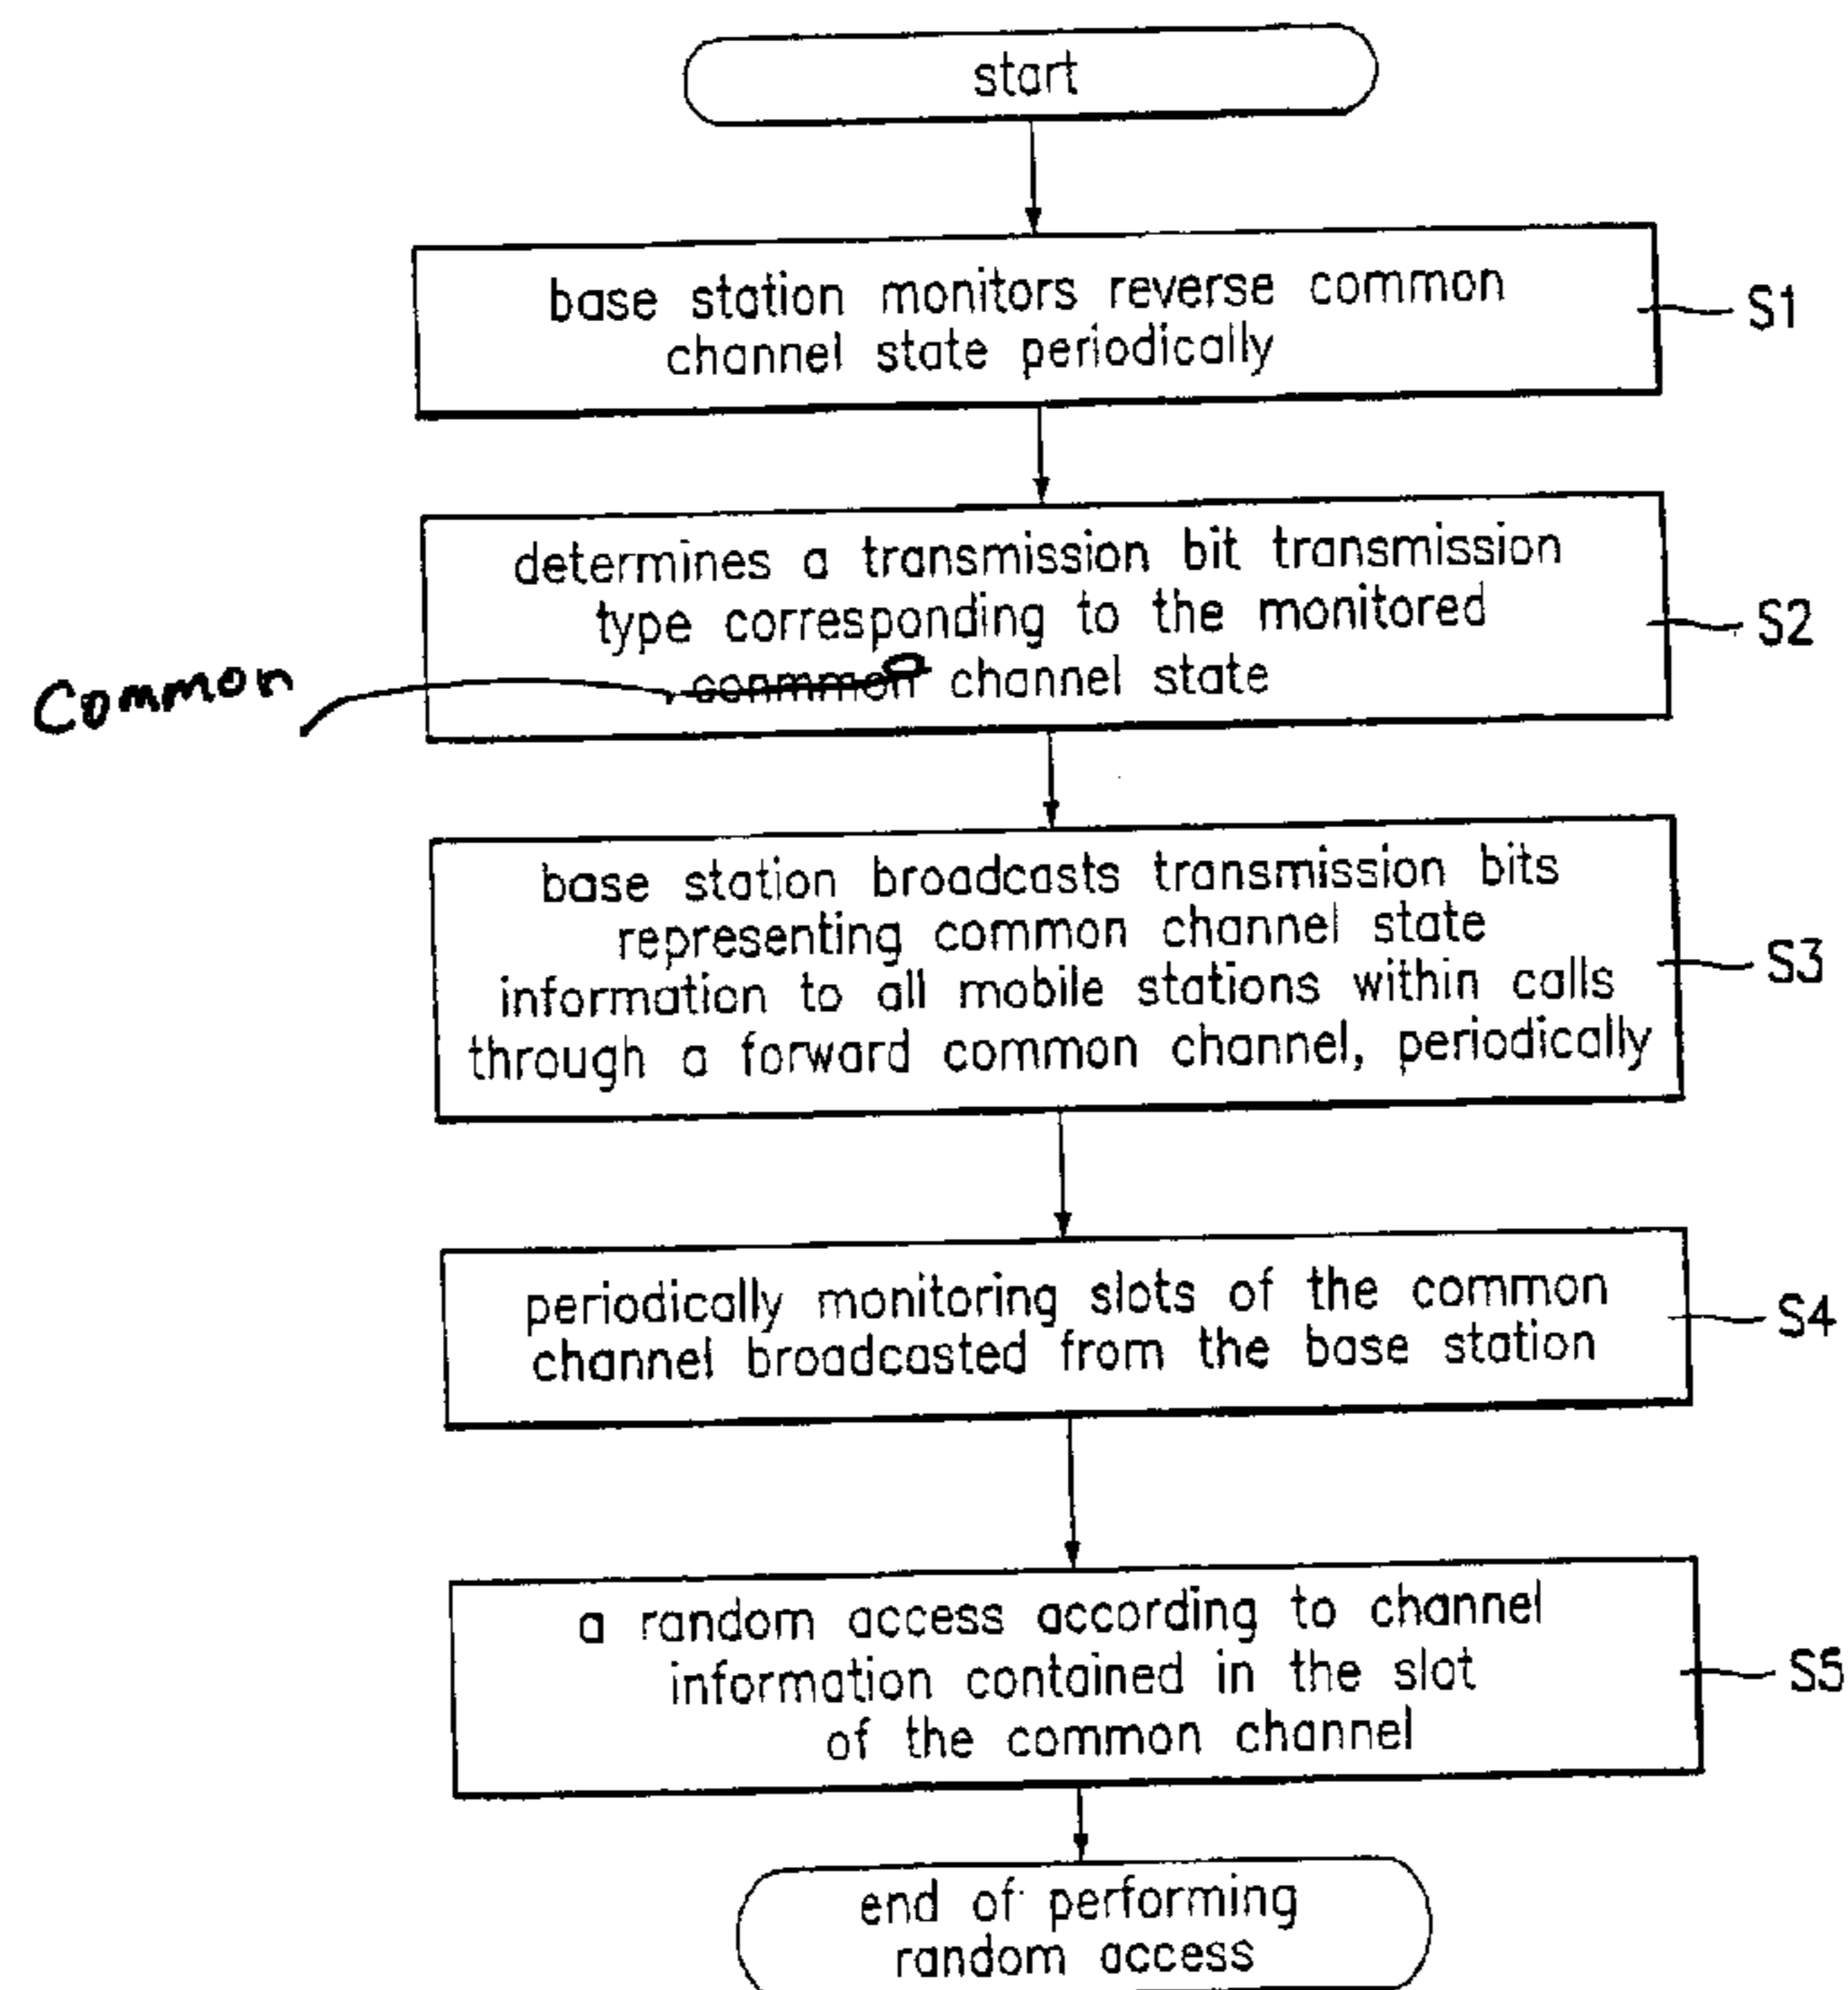 start
base station monitors reverse common
channel state periodically
S1
determines a transmission bit transmission
type corresponding to the monitored
conmmon channel state
S2
Common
base station broadcasts transmission bits
representing common channel state
information to all mobile stations within calls
through a forward common channel, periodically
S3
periodically monitoring slots of the common
channel broadcasted from the base station
S4
a random access according to channel
information contained in the slot
of the common channel
S5
end of performing
random access